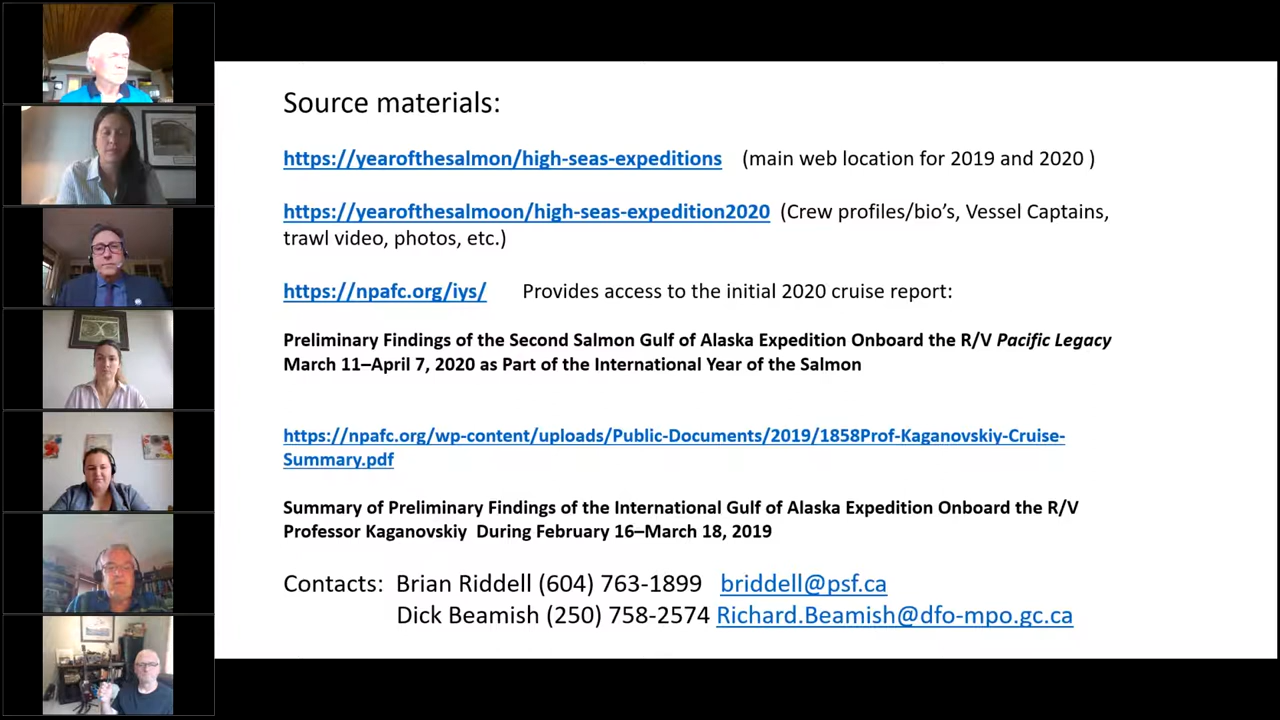 Source materials:
https://yearofthesalmon/high-seas-expeditions (main web location for 2019 and 2020 )
https://yearofthesalmoon/high-seas-expedition2020 (Crew profiles/bio's, Vessel Captains,
trawl video, photos, etc.)
https://npafc.org/iys/ Provides access to the initial 2020 cruise report:
Preliminary Findings of the Second Salmon Gulf of Alaska Expedition Onboard the R/V Pacific Legacy
March 11–April 7, 2020 as Part of the International Year of the Salmon
https://npafc.org/wp-content/uploads/Public-Documents/2019/1858Prof-Kaganovskiy-Cruise-
Summary.pdf
Summary of Preliminary Findings of the International Gulf of Alaska Expedition Onboard the R/V
Professor Kaganovskiy During February 16–March 18, 2019
Contacts: Brian Riddell (604) 763-1899 briddell@psf.ca
Dick Beamish (250) 758-2574 Richard.Beamish@dfo-mpo.gc.ca